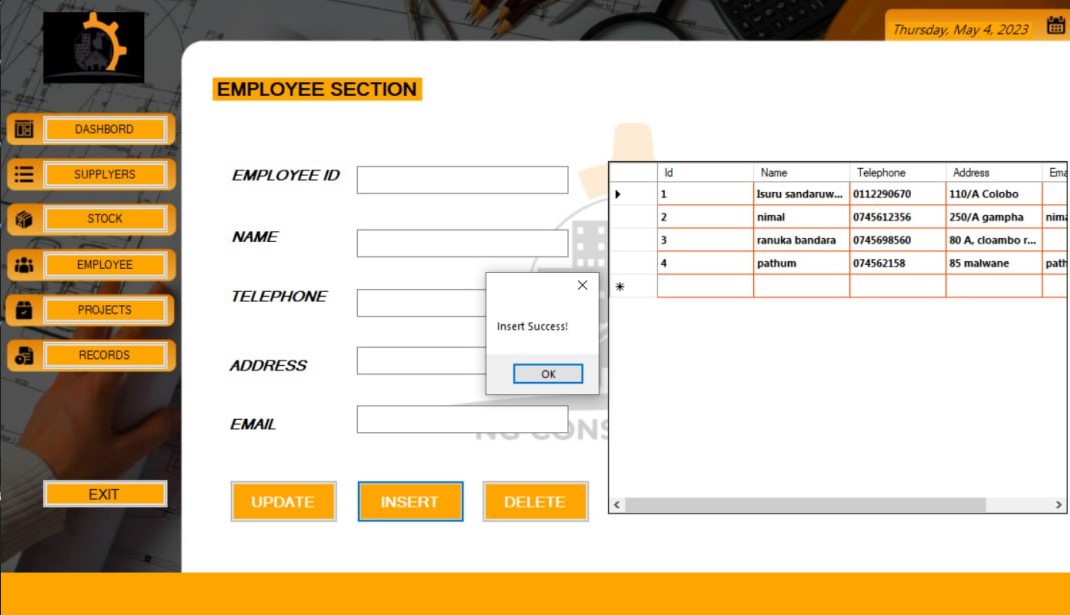 Thursday, May 4, 2023
EMPLOYEE SECTION
DASHBORD
SUPPLYERS
STOCK
EMPLOYEE
PROJECTS
RECORDS
EXIT
EMPLOYEE ID
NAME
TELEPHONE
ADDRESS
EMAIL
UPDATE INSERT DELETE
Insert Success!
OK
Id Name Telephone Address Ema
1 Isuru sandaruw... 0112290670 110/A Colobo
2 nimal 0745612356 250/A gampha nima
3 ranuka bandara 0745698560 80 A, cloambo r...
4 pathum 074562158 85 malwane path
NG CONS